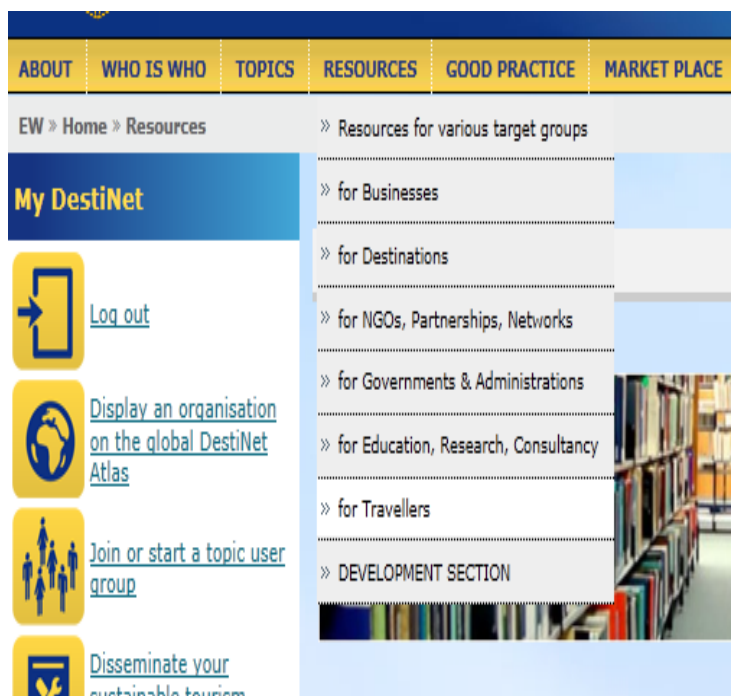 ABOUT WHO IS WHO TOPICS RESOURCES GOOD PRACTICE MARKET PLACE
EW » Home » Resources
» Resources for various target groups
» for Businesses
» for Destinations
» for NGOs, Partnerships, Networks
» for Governments & Administrations
» for Education, Research, Consultancy
» for Travellers
» DEVELOPMENT SECTION
My DestiNet
Log out
Display an organisation
on the global DestiNet
Atlas
Join or start a topic user
group
Disseminate your
sustainable tourism